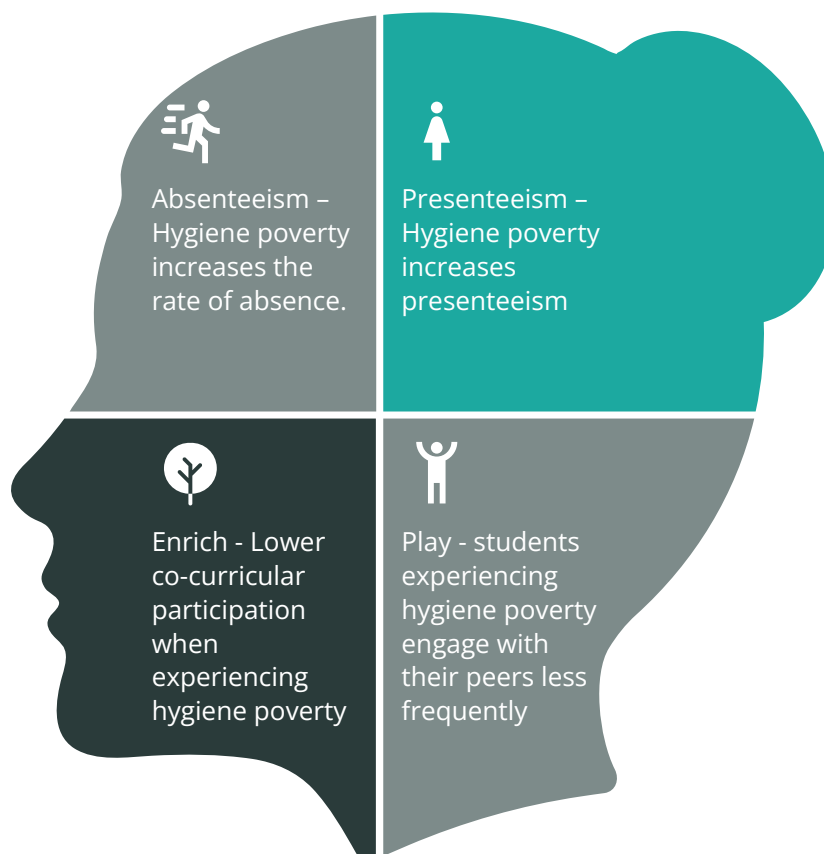 Absenteeism –
Hygiene poverty
increases the
rate of absence.
Presenteeism –
Hygiene poverty
increases
presenteeism
Enrich - Lower
co-curricular
participation
when
experiencing
hygiene poverty
Play - students
experiencing
hygiene poverty
engage with
their peers less
frequently